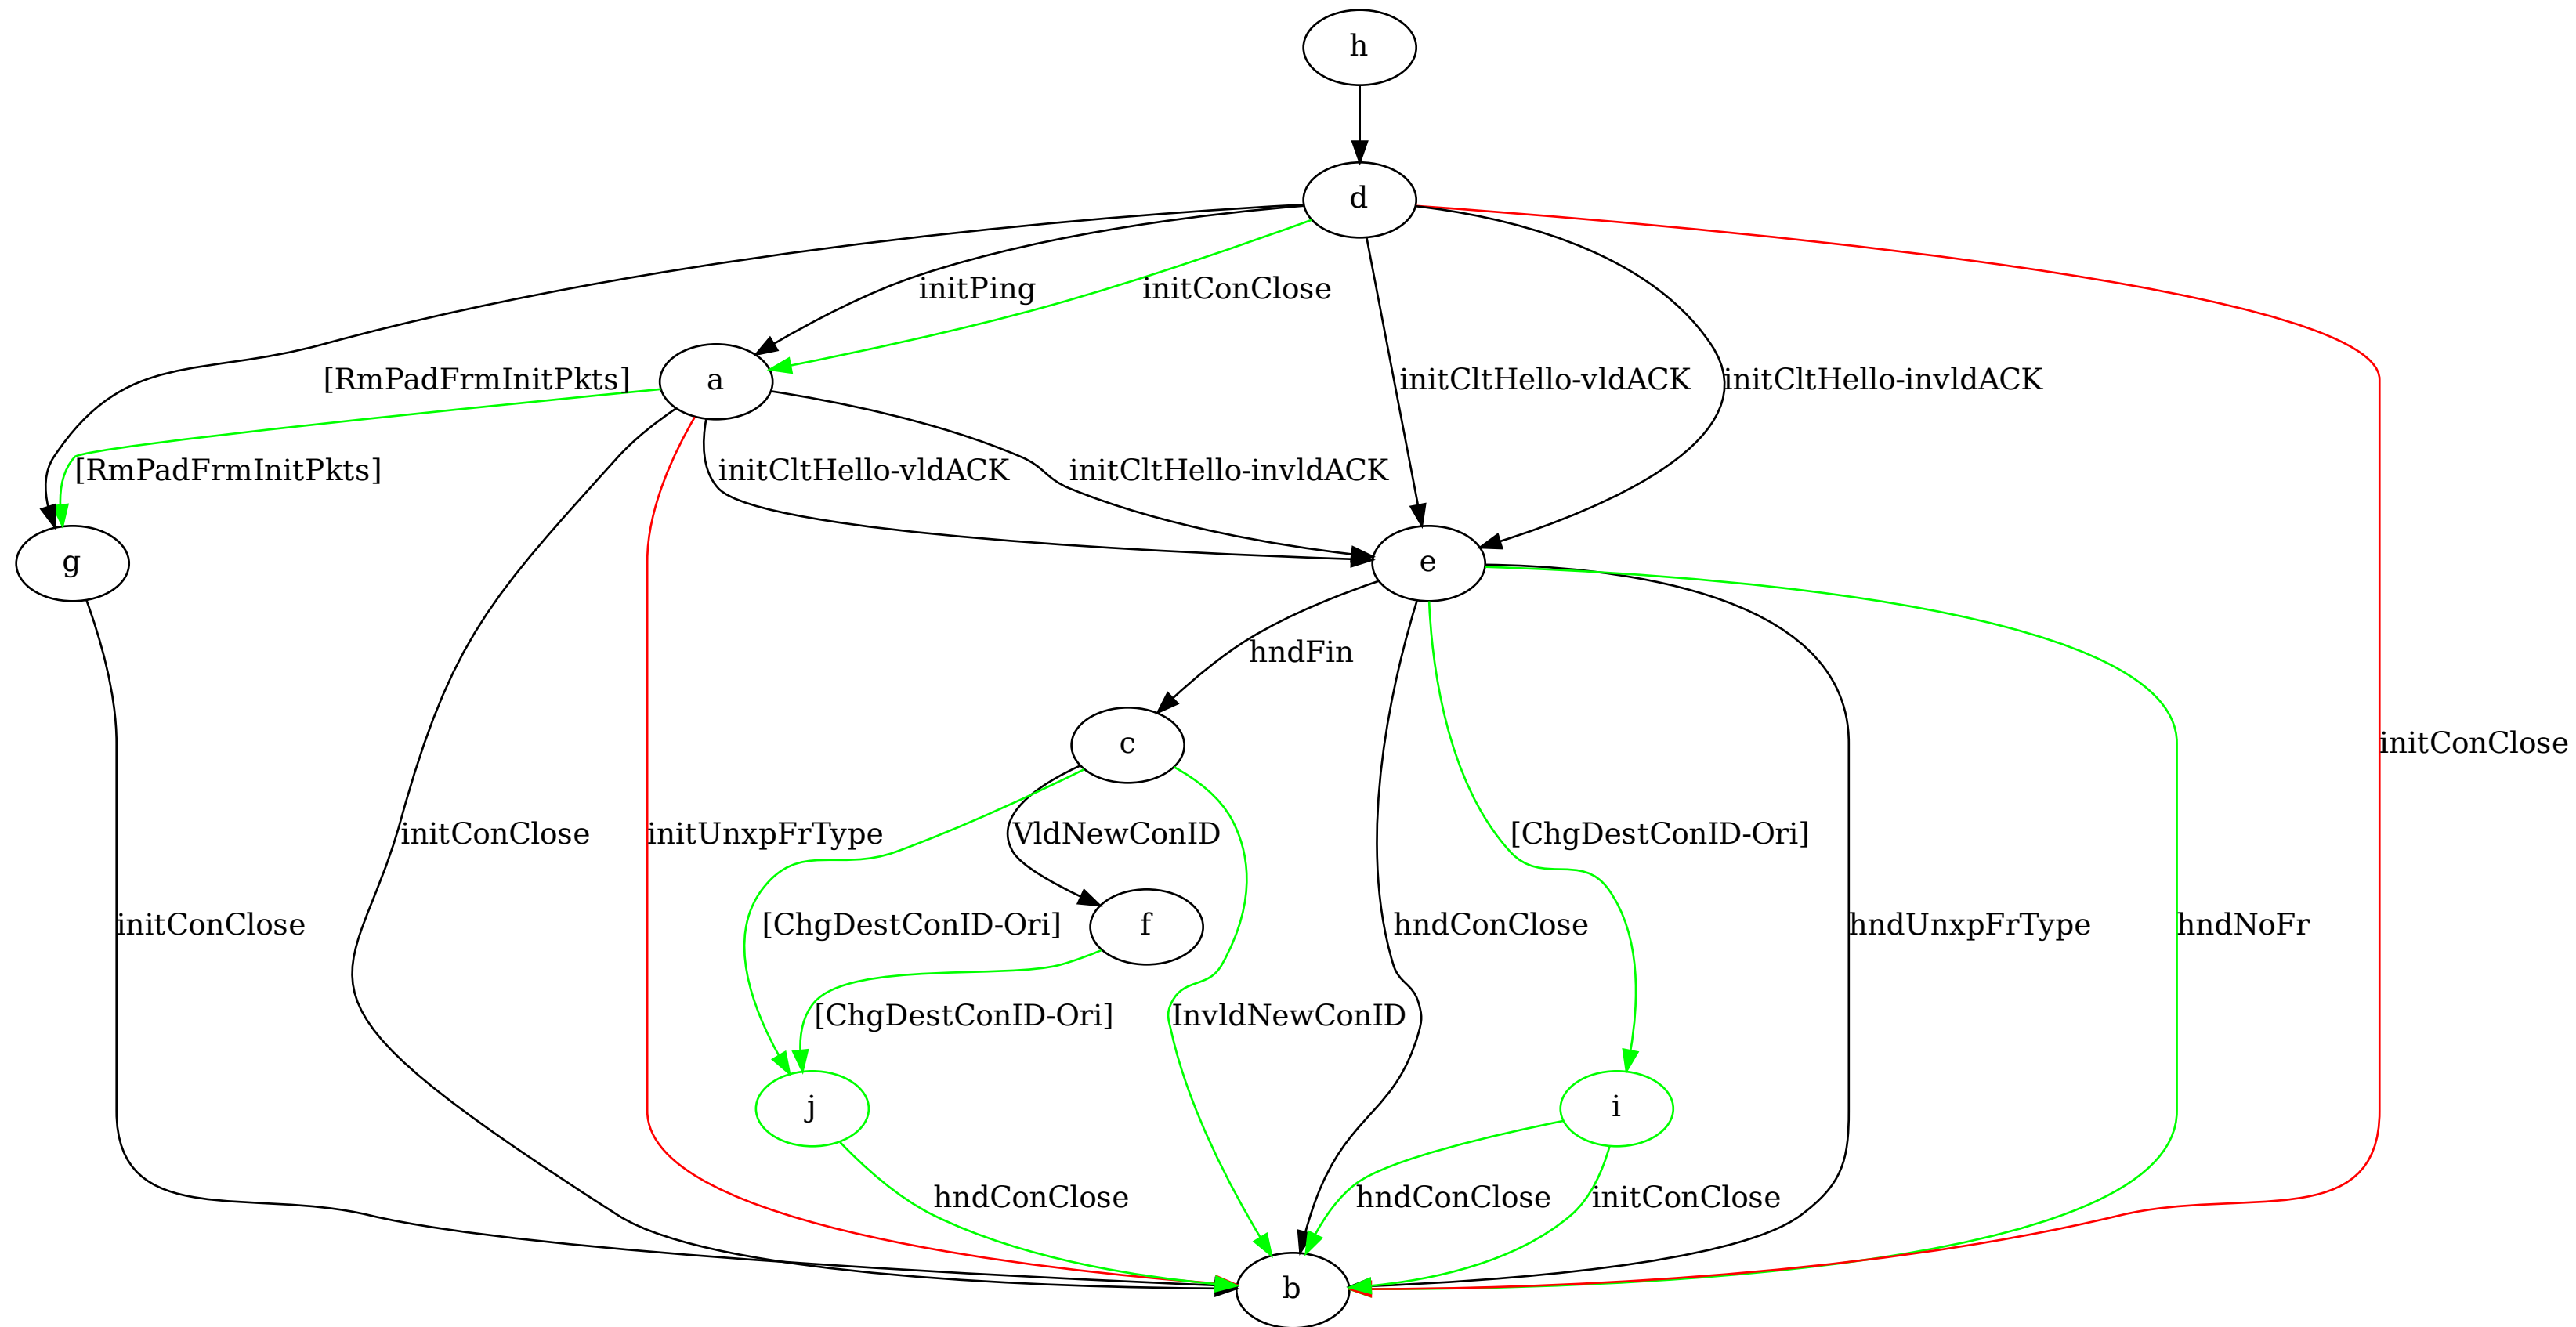 h
d
initPing
initConClose
[RmPadFrmInitPkts]
a
initCltHello-vldACK
initCltHello-invldACK
[RmPadFrmInitPkts]
initCltHello-vldACK
initCltHello-invldACK
g
e
hndFin
c
initConClose
initConClose
initUnxpFrType
VldNewConID
[ChgDestConID-Ori]
initConClose
[ChgDestConID-Ori]
f
hndConClose
hndUnxpFrType
hndNoFr
[ChgDestConID-Ori]
InvldNewConID
j
i
hndConClose
hndConClose
initConClose
b